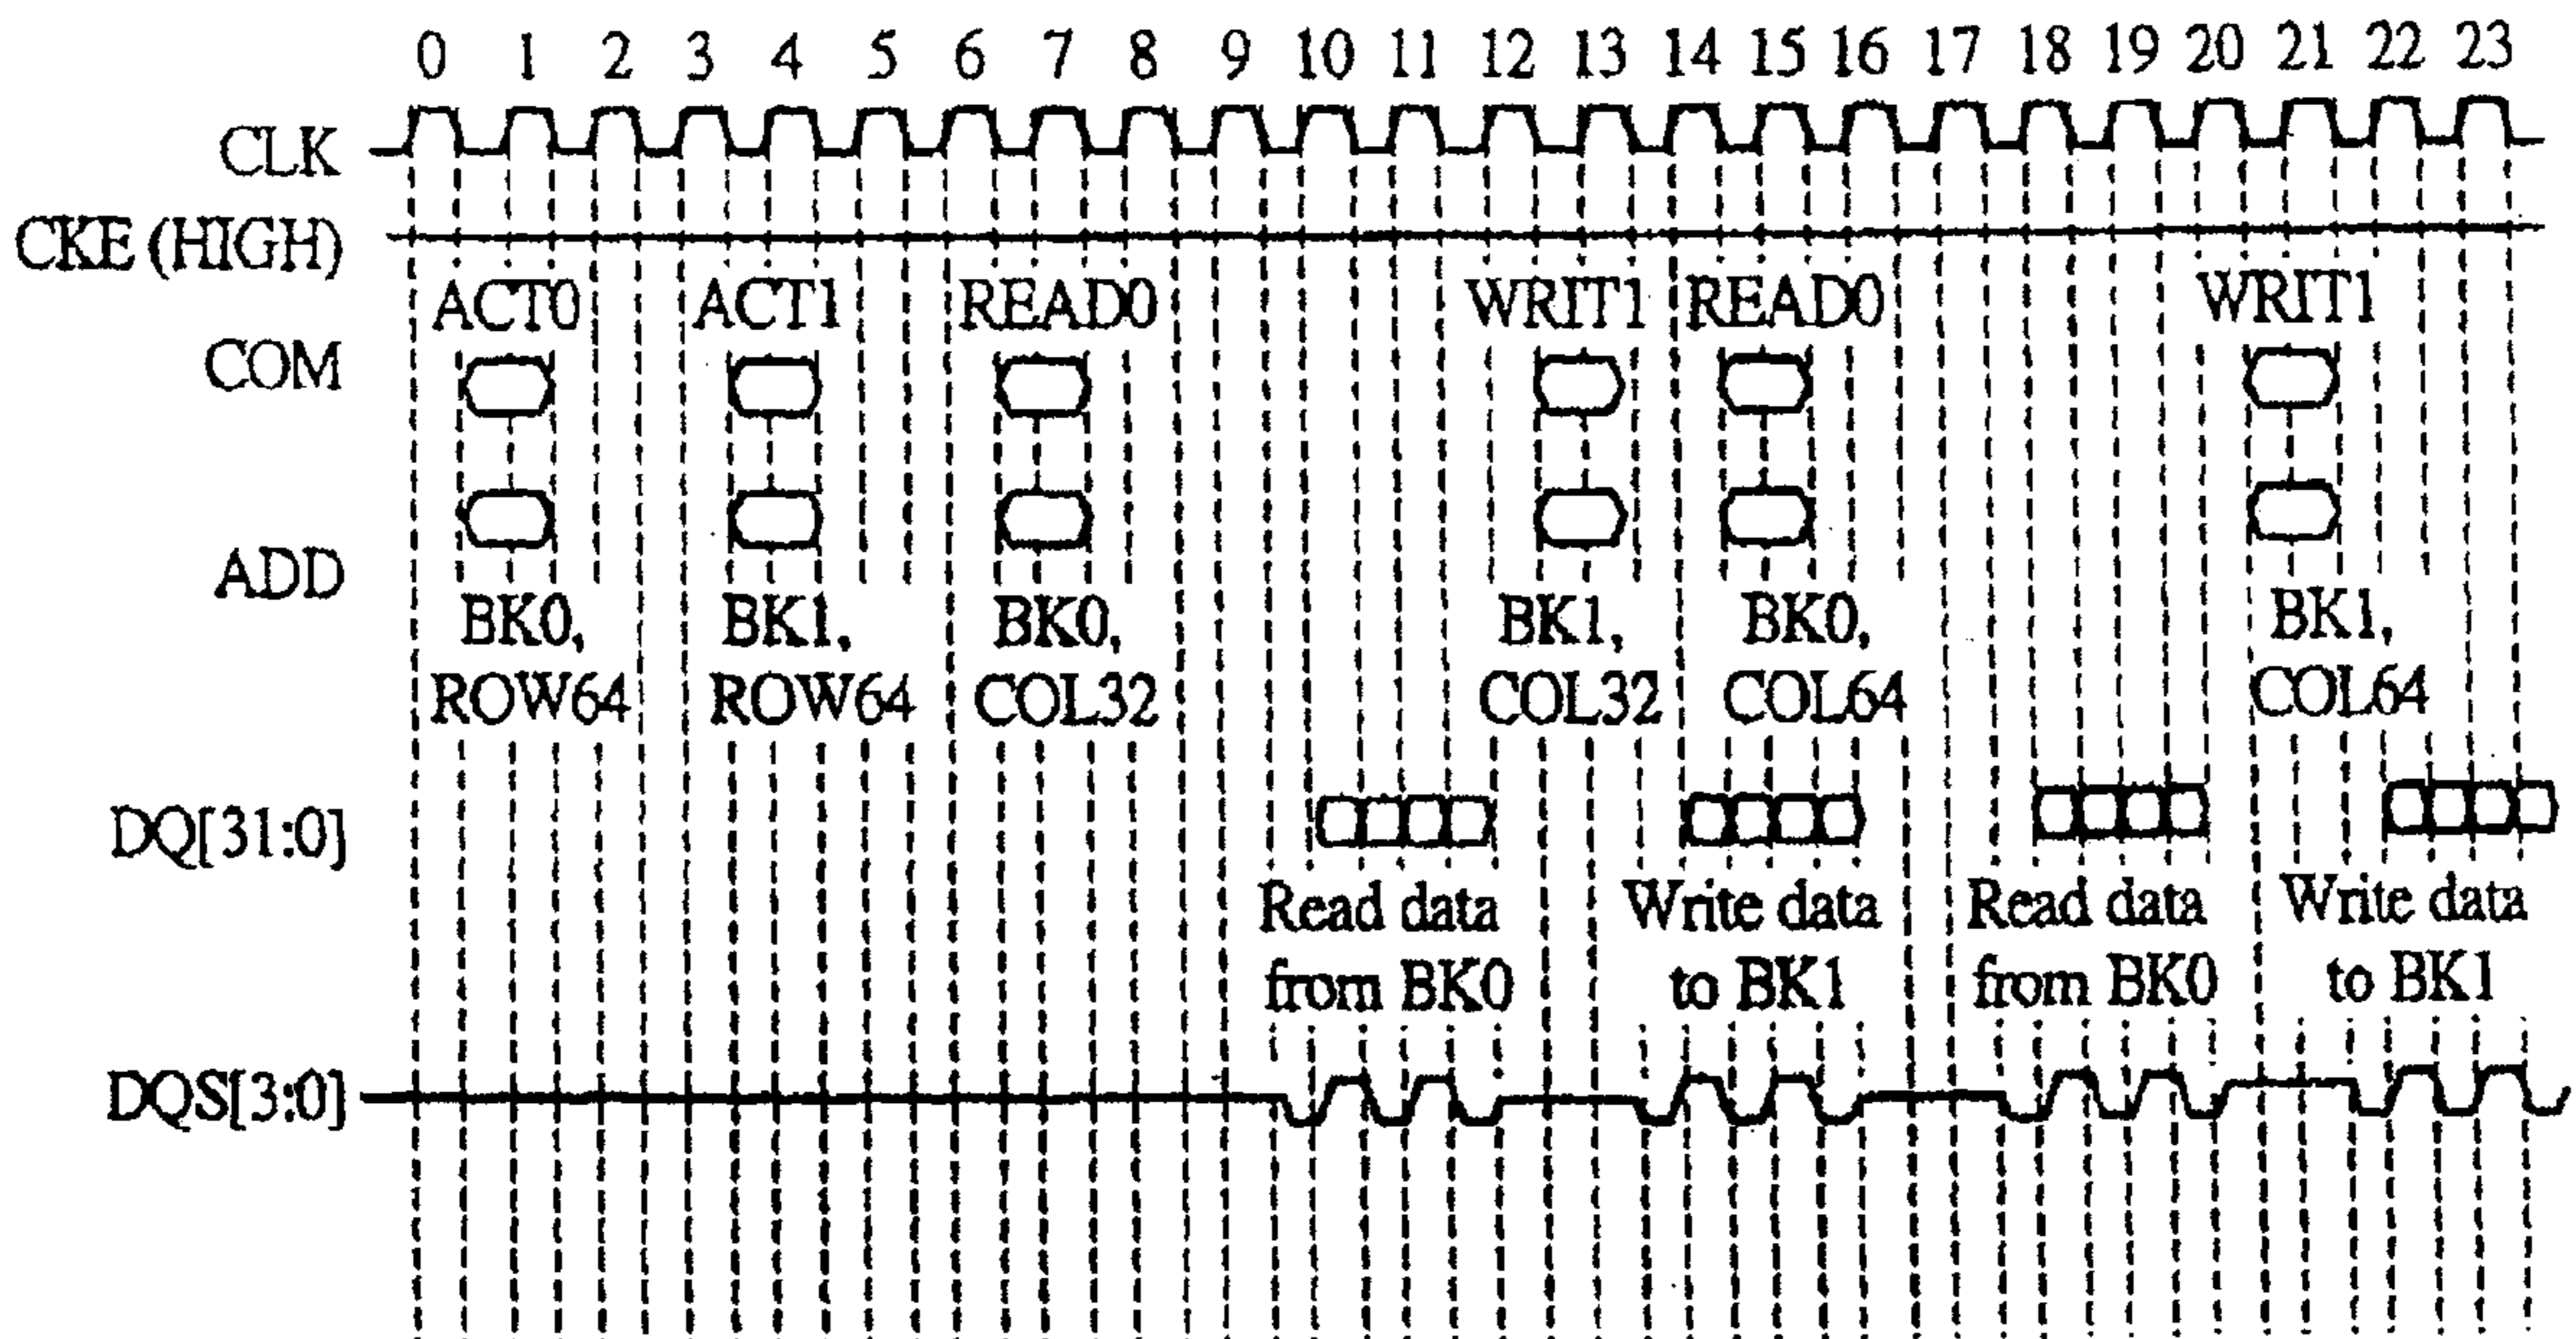 0 1 2 3 4 5 6 7 8 9 10 11 12 13 14 15 16 17 18 19 20 21 22 23
CLK
CKE (HIGH)
ACT0 ACT1 READ0 WRIT1 READ0 WRIT1
COM
ADD
BK0, BK1, BK0, BK1, BK0, BK1,
ROW64 ROW64 COL32 COL32 COL64 COL64
DQ[31:0]
Read data Write data Read data Write data
from BK0 to BK1 from BK0 to BK1
DQS[3:0]